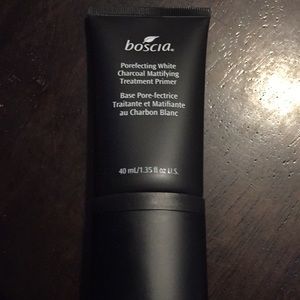 boscia™
Porefecting White
Charcoal Mattifying
Treatment Primer
Base Pore-fectrice
Traitante et Matifiante
au Charbon Blanc
40 mL/1.35 fl oz U.S.